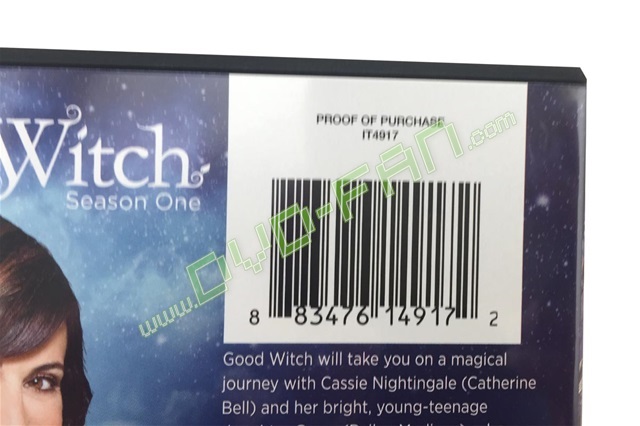 Witch
Season One
PROOF OF PURCHASE
IT4917
www.DVD-FAN.com
8 83476 14917 2
Good Witch will take you on a magical
journey with Cassie Nightingale (Catherine
Bell) and her bright, young-teenage